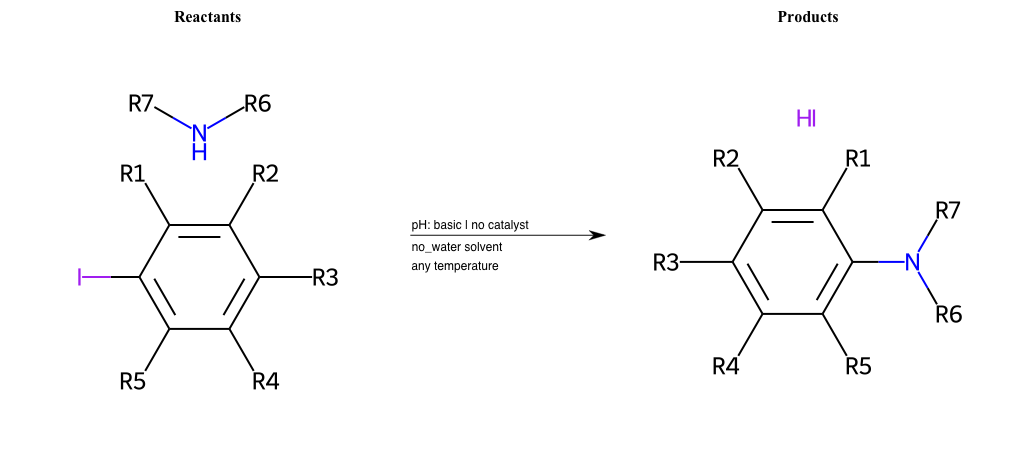 Reactants
Products
R7 R6
N
H
HI
R1 R2
I R3
R5 R4
pH: basic | no catalyst
no_water solvent
any temperature
R2 R1
R7
R3 N
R6
R4 R5